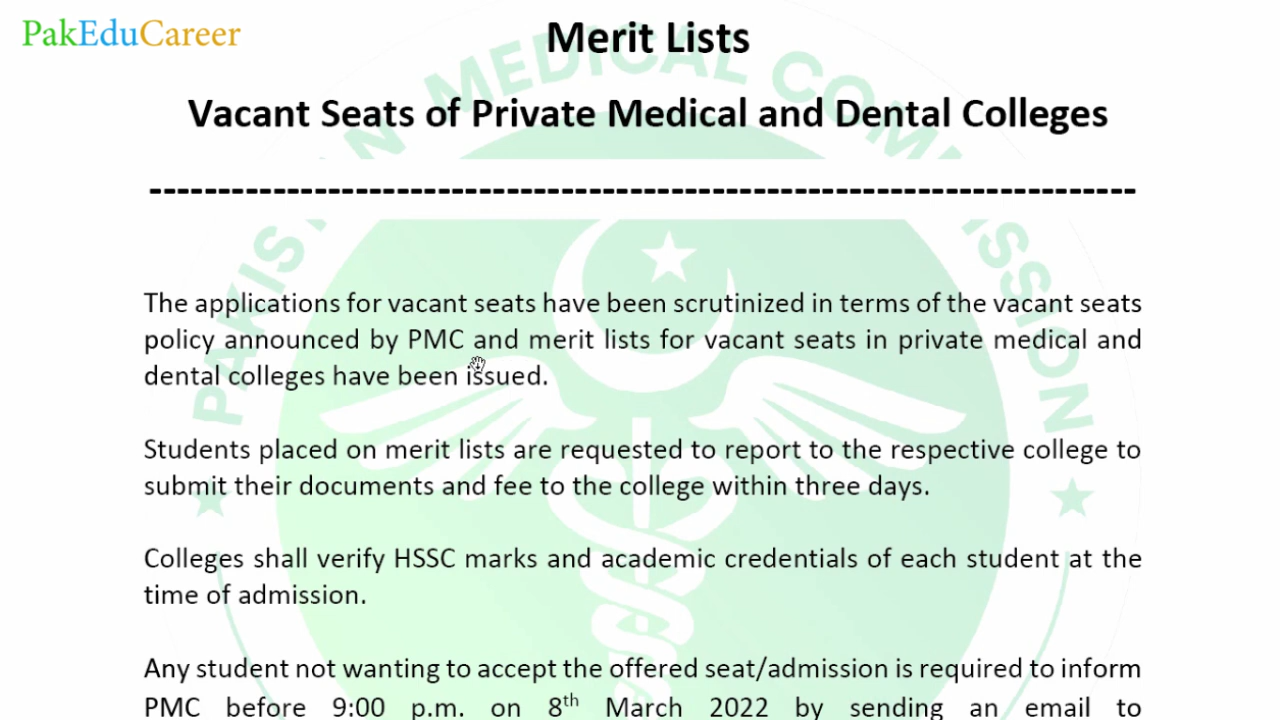 PakEduCareer
Merit Lists
Vacant Seats of Private Medical and Dental Colleges
------------------------------------------------------------------------
The applications for vacant seats have been scrutinized in terms of the vacant seats
policy announced by PMC and merit lists for vacant seats in private medical and
dental colleges have been issued.
Students placed on merit lists are requested to report to the respective college to
submit their documents and fee to the college within three days.
Colleges shall verify HSSC marks and academic credentials of each student at the
time of admission.
Any student not wanting to accept the offered seat/admission is required to inform
PMC before 9:00 p.m. on 8th March 2022 by sending an email to